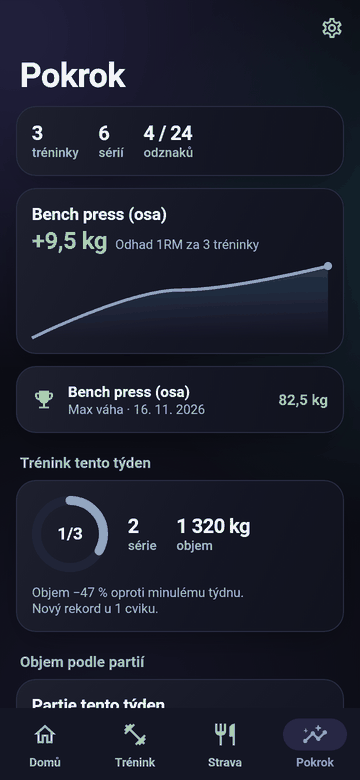 Pokrok
3 6 4 / 24
tréninky sérií odznaků
Bench press (osa)
+9,5 kg Odhad 1RM za 3 tréninky
Bench press (osa)
Max váha · 16. 11. 2026
82,5 kg
Trénink tento týden
1/3
2 1 320 kg
série objem
Objem −47 % oproti minulému týdnu.
Nový rekord u 1 cviku.
Objem podle partií
Partie tento týden
Domů Trénink Strava Pokrok